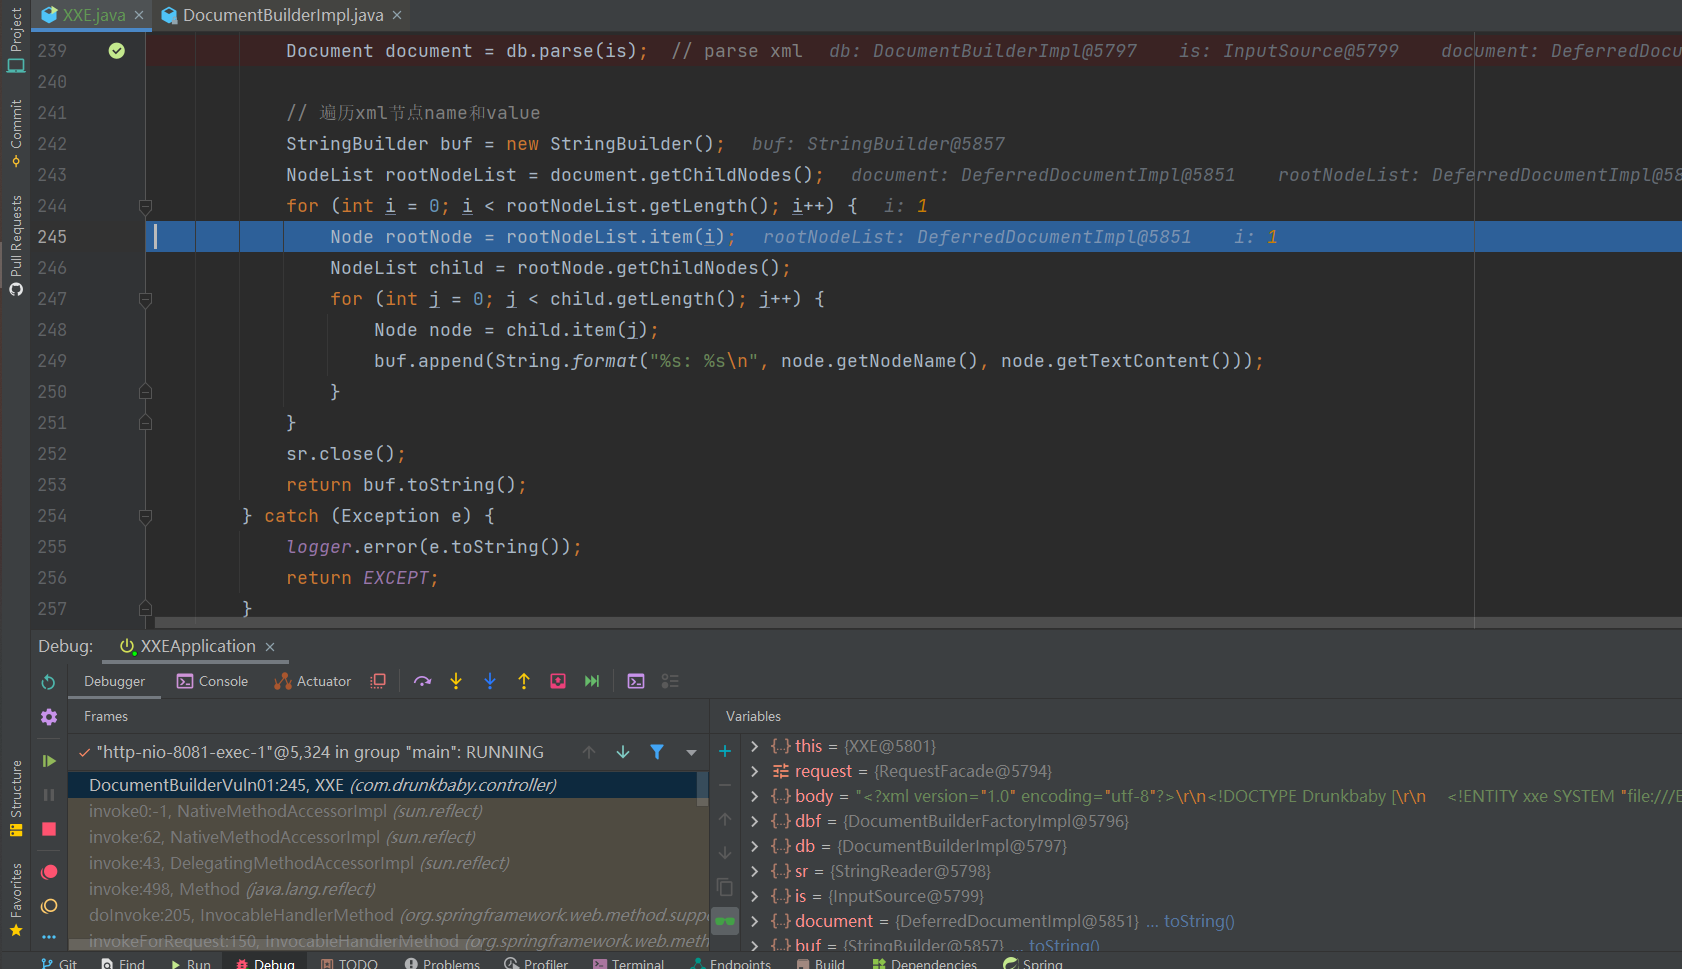 Project
Commit
Pull Requests
Structure
Favorites
XXE.java ×
DocumentBuilderImpl.java ×
239 Document document = db.parse(is); // parse xml db: DocumentBuilderImpl@5797 is: InputSource@5799 document: DeferredDocu
240
241 // 遍历xml节点name和value
242 StringBuilder buf = new StringBuilder(); buf: StringBuilder@5857
243 NodeList rootNodeList = document.getChildNodes(); document: DeferredDocumentImpl@5851 rootNodeList: DeferredDocumentImpl@58
244 for (int i = 0; i < rootNodeList.getLength(); i++) { i: 1
245 Node rootNode = rootNodeList.item(i); rootNodeList: DeferredDocumentImpl@5851 i: 1
246 NodeList child = rootNode.getChildNodes();
247 for (int j = 0; j < child.getLength(); j++) {
248 Node node = child.item(j);
249 buf.append(String.format("%s: %s\n", node.getNodeName(), node.getTextContent()));
250 }
251 }
252 sr.close();
253 return buf.toString();
254 } catch (Exception e) {
255 logger.error(e.toString());
256 return EXCEPT;
257 }
Debug: XXEApplication ×
Debugger Console Actuator
Frames
"http-nio-8081-exec-1"@5,324 in group "main": RUNNING
DocumentBuilderVuln01:245, XXE (com.drunkbaby.controller)
invoke0:-1, NativeMethodAccessorImpl (sun.reflect)
invoke:62, NativeMethodAccessorImpl (sun.reflect)
invoke:43, DelegatingMethodAccessorImpl (sun.reflect)
invoke:498, Method (java.lang.reflect)
doInvoke:205, InvocableHandlerMethod (org.springframework.web.method.suppo
invokeForRequest:150, InvocableHandlerMethod (org.springframework.web.meth
Variables
this = {XXE@5801}
request = {RequestFacade@5794}
body = "<?xml version="1.0" encoding="utf-8"?>\r\n<!DOCTYPE Drunkbaby [\r\n <!ENTITY xxe SYSTEM "file:///E
dbf = {DocumentBuilderFactoryImpl@5796}
db = {DocumentBuilderImpl@5797}
sr = {StringReader@5798}
is = {InputSource@5799}
document = {DeferredDocumentImpl@5851} ... toString()
buf = {StringBuilder@5857} ... toString()
Git Find Run Debug TODO Problems Profiler Terminal Endpoints Build Dependencies Spring